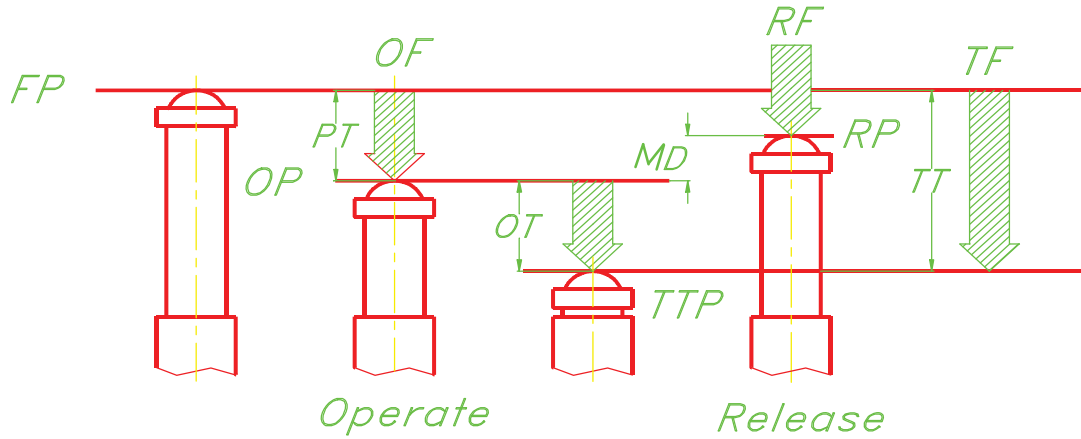 RF
OF
TF
FP
PT
RP
MD
OP
TT
OT
TTP
Operate
Release